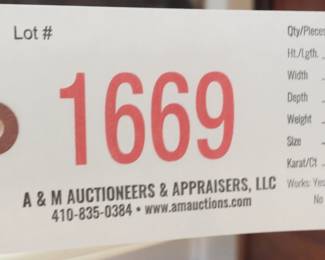 Lot #
1669
A & M AUCTIONEERS & APPRAISERS, LLC
410-835-0384 • www.amauctions.com
Qty/Pieces
Ht./Lgth.
Width
Depth
Weight
Size
Karat/Ct
Works: Yes
No